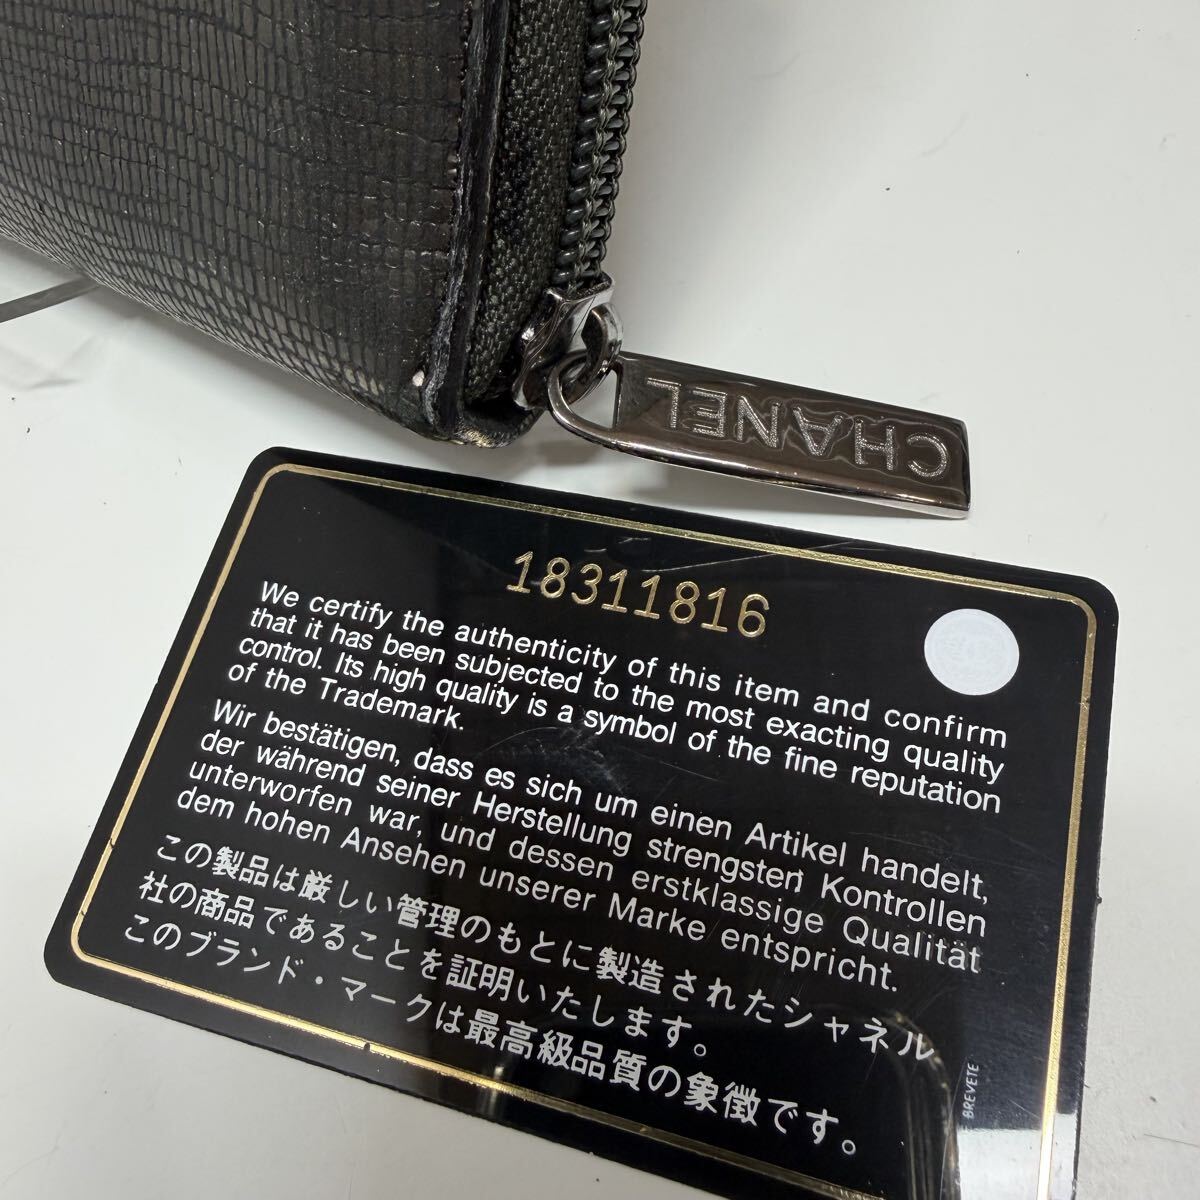 CHANEL
18311816
We certify the authenticity of this item and confirm
that it has been subjected to the most exacting quality
control. Its high quality is a symbol of the fine reputation
of the Trademark.
Wir bestätigen, dass es sich um einen Artikel handelt,
der während seiner Herstellung strengsten Kontrollen
unterworfen war, und dessen erstklassige Qualität
dem hohen Ansehen unserer Marke entspricht.
この製品は厳しい管理のもとに製造されたシャネル
社の商品であることを証明いたします。
このブランド・マークは最高級品質の象徴です。
BREVETE